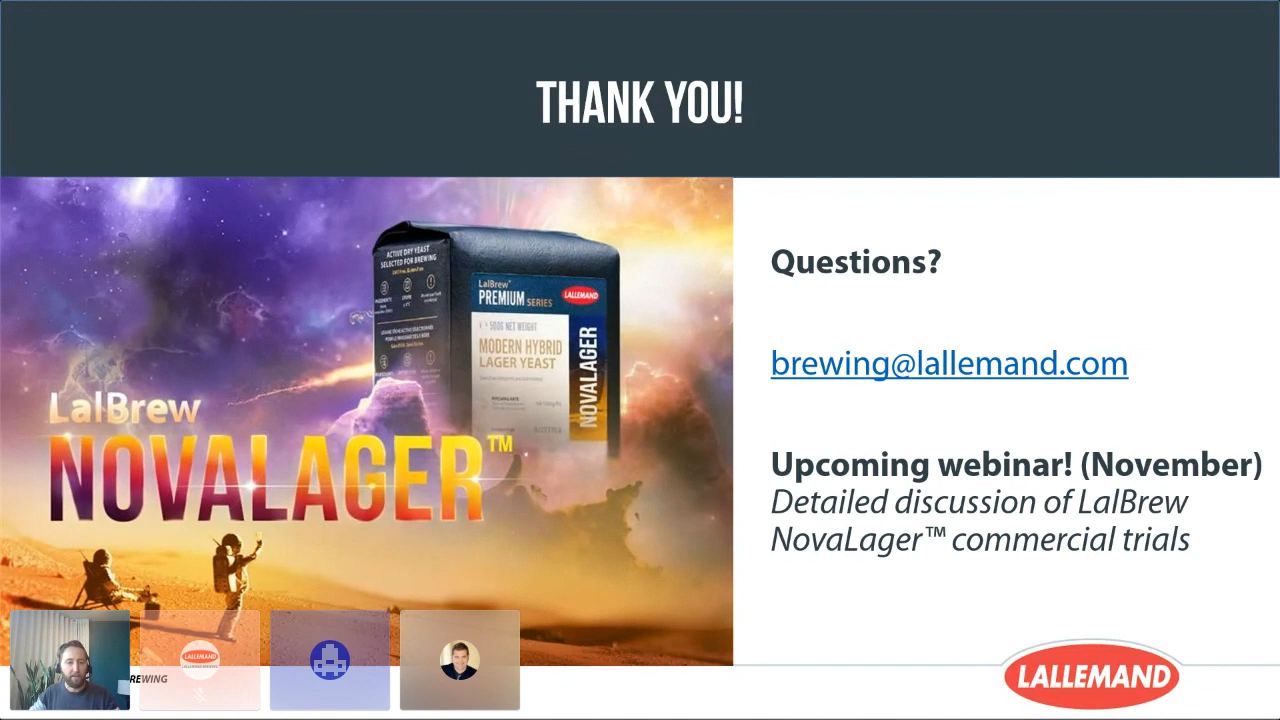 THANK YOU!
ACTIVE DRY YEAST
SELECTED FOR BREWING
LalBrew®
PREMIUM SERIES
LALLEMAND
500G NET WEIGHT
MODERN HYBRID
LAGER YEAST
NOVALAGER
LalBrew
NOVALAGER™
Questions?
brewing@lallemand.com
Upcoming webinar! (November)
Detailed discussion of LalBrew
NovaLager™ commercial trials
LALLEMAND
REWING
LALLEMAND